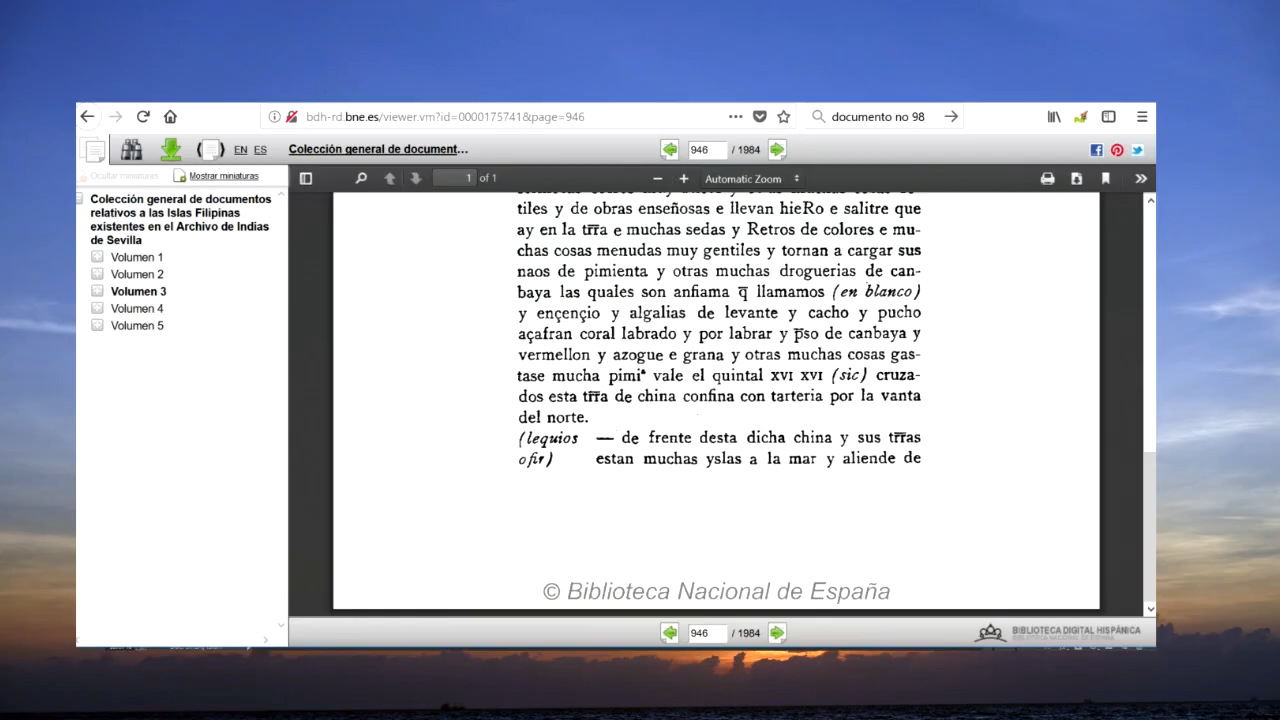 bdh-rd.bne.es/viewer.vm?id=0000175741&page=946
documento no 98
EN ES
Colección general de document...
946 / 1984
Ocultar miniaturas
Mostrar miniaturas
1 of 1
Automatic Zoom
Colección general de documentos
relativos a las Islas Filipinas
existentes en el Archivo de Indias
de Sevilla
Volumen 1
Volumen 2
Volumen 3
Volumen 4
Volumen 5
tiles y de obras enseñosas e llevan hieRo e salitre que
ay en la tr̅r̅a e muchas sedas y Retros de colores e mu-
chas cosas menudas muy gentiles y tornan a cargar sus
naos de pimienta y otras muchas droguerias de can-
baya las quales son anfiama q̅ llamamos (en blanco)
y ençençio y algalias de levante y cacho y pucho
açafran coral labrado y por labrar y p̅so de canbaya y
vermellon y azogue e grana y otras muchas cosas gas-
tase mucha pimiª vale el quintal XVI XVI (sic) cruza-
dos esta tr̅r̅a de china confina con tarteria por la vanta
del norte.
(lequios — de frente desta dicha china y sus tr̅r̅as
ofir) estan muchas yslas a la mar y aliende de
© Biblioteca Nacional de España
946 / 1984
BIBLIOTECA DIGITAL HISPÁNICA
BIBLIOTECA NACIONAL DE ESPAÑA